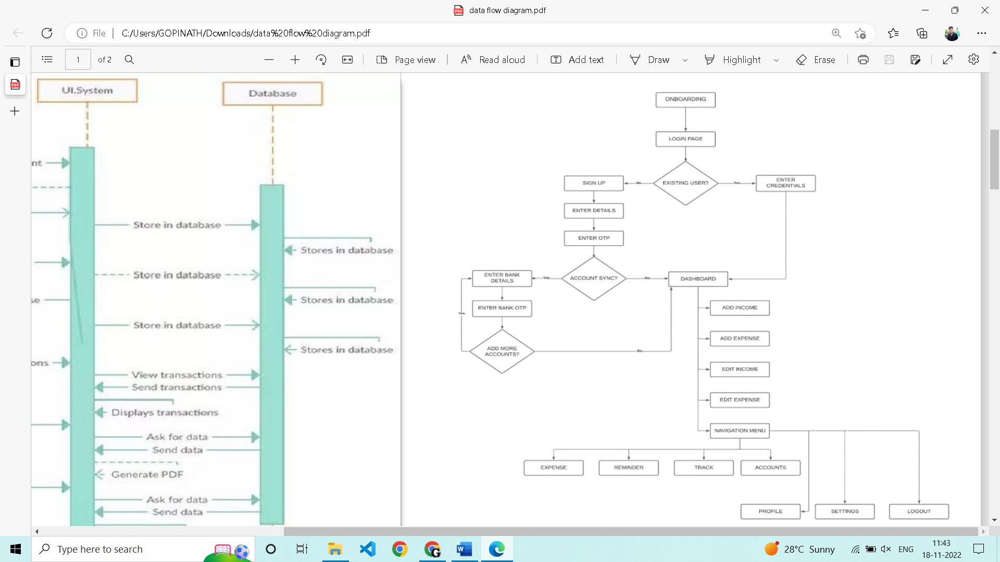 data flow diagram.pdf
File
C:/Users/GOPINATH/Downloads/data%20flow%20diagram.pdf
1 of 2
Page view
Read aloud
Add text
Draw
Highlight
Erase
UI.System
Database
nt
Store in database
Stores in database
Store in database
se
Stores in database
Store in database
Stores in database
ons
View transactions
Send transactions
Displays transactions
Ask for data
Send data
Generate PDF
Ask for data
Send data
ONBOARDING
LOGIN PAGE
SIGN UP
No
EXISTING USER?
Yes
ENTER
CREDENTIALS
ENTER DETAILS
ENTER OTP
ENTER BANK
DETAILS
Yes
ACCOUNT SYNC?
No
DASHBOARD
ENTER BANK OTP
Yes
ADD MORE
ACCOUNTS?
No
ADD INCOME
ADD EXPENSE
EDIT INCOME
EDIT EXPENSE
NAVIGATION MENU
EXPENSE
REMINDER
TRACK
ACCOUNTS
PROFILE
SETTINGS
LOGOUT
Type here to search
28°C Sunny
ENG
11:43
18-11-2022